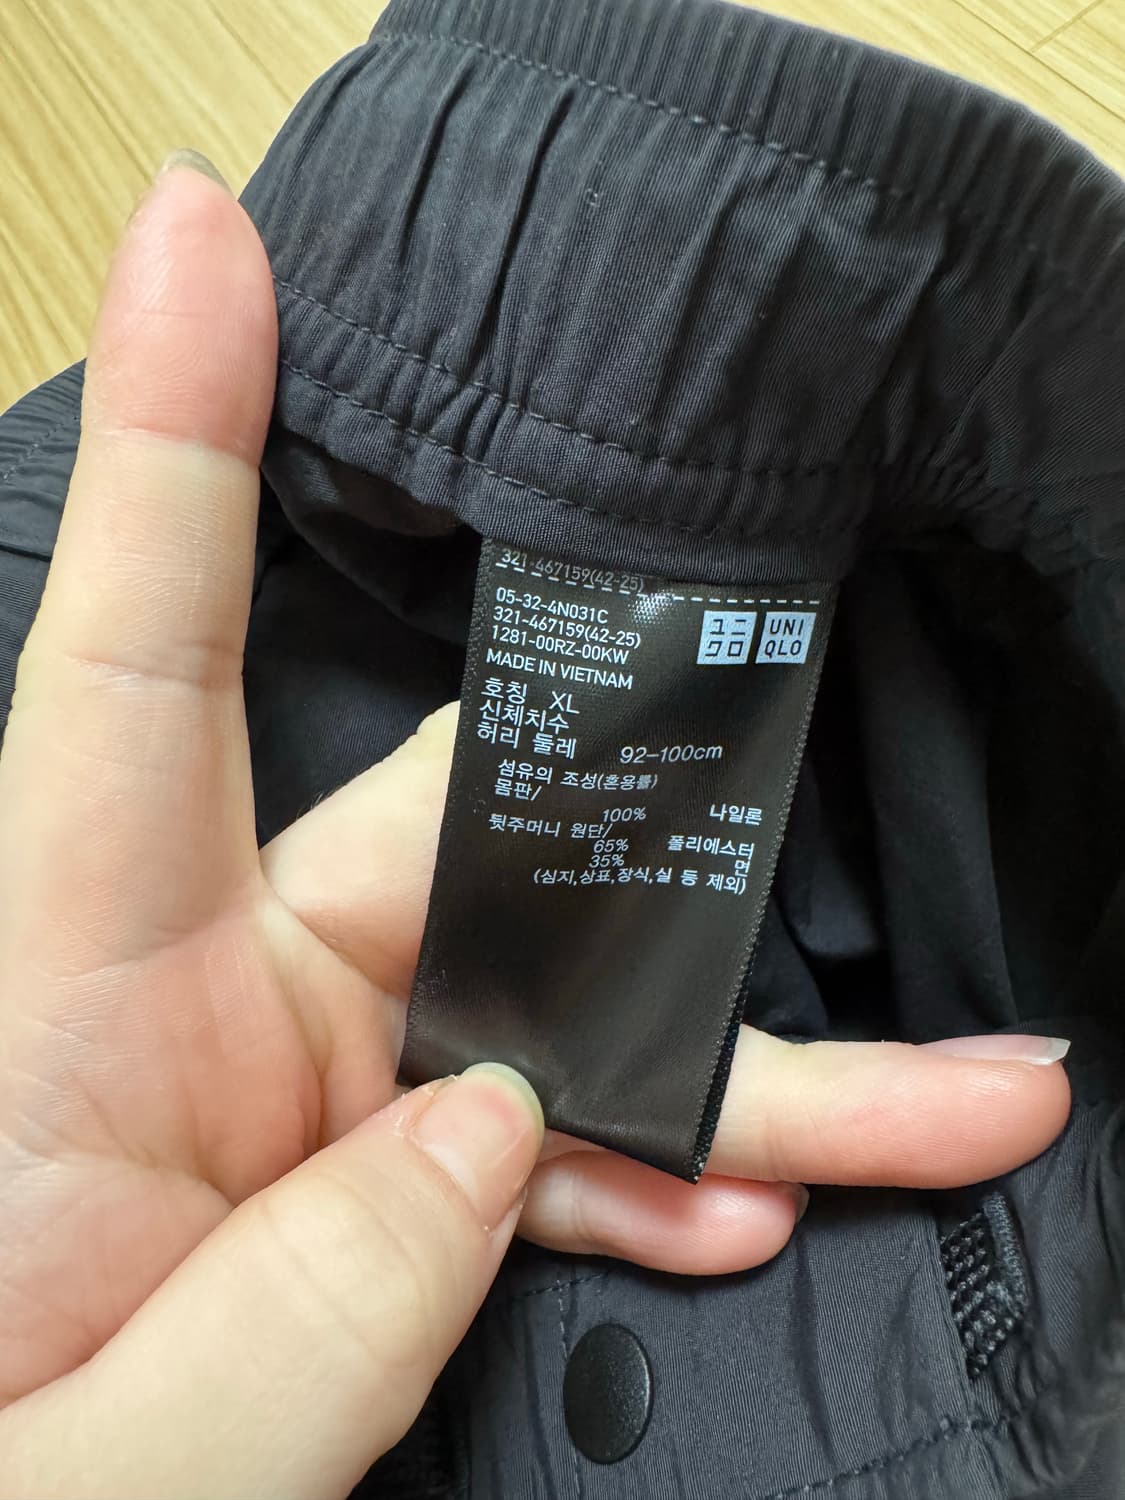 321-467159(42-25)
05-32-4N031C
321-467159(42-25)
1281-00RZ-00KW
MADE IN VIETNAM
ユニ
クロ
UNI
QLO
호칭 XL
신체치수
허리 둘레 92-100cm
섬유의 조성(혼용률)
몸판/
100% 나일론
뒷주머니 원단/
65% 폴리에스터
35% 면
(심지,상표,장식,실 등 제외)